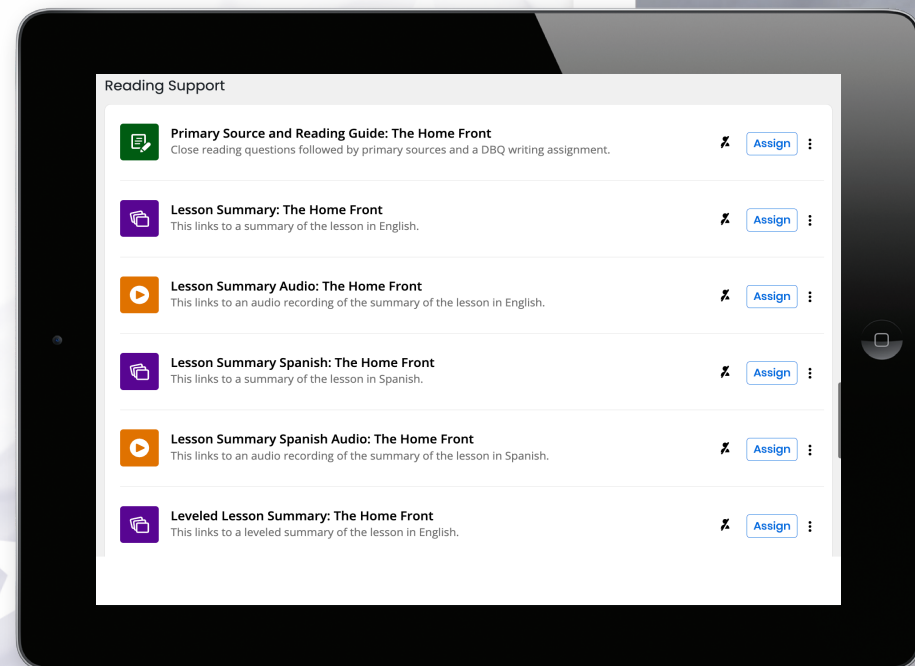 Reading Support
Primary Source and Reading Guide: The Home Front
Close reading questions followed by primary sources and a DBQ writing assignment.
Assign
Lesson Summary: The Home Front
This links to a summary of the lesson in English.
Assign
Lesson Summary Audio: The Home Front
This links to an audio recording of the summary of the lesson in English.
Assign
Lesson Summary Spanish: The Home Front
This links to a summary of the lesson in Spanish.
Assign
Lesson Summary Spanish Audio: The Home Front
This links to an audio recording of the summary of the lesson in Spanish.
Assign
Leveled Lesson Summary: The Home Front
This links to a leveled summary of the lesson in English.
Assign